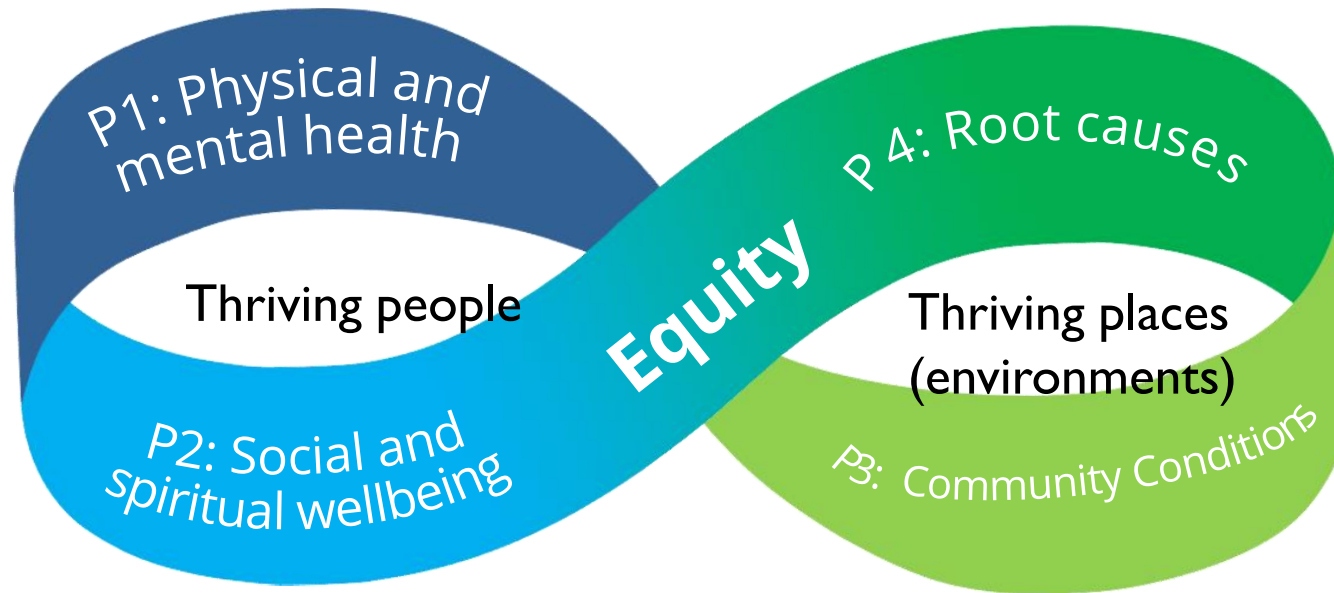 P1: Physical and
mental health
Thriving people
P2: Social and
spiritual wellbeing
Equity
P 4: Root causes
Thriving places
(environments)
P3: Community Conditions